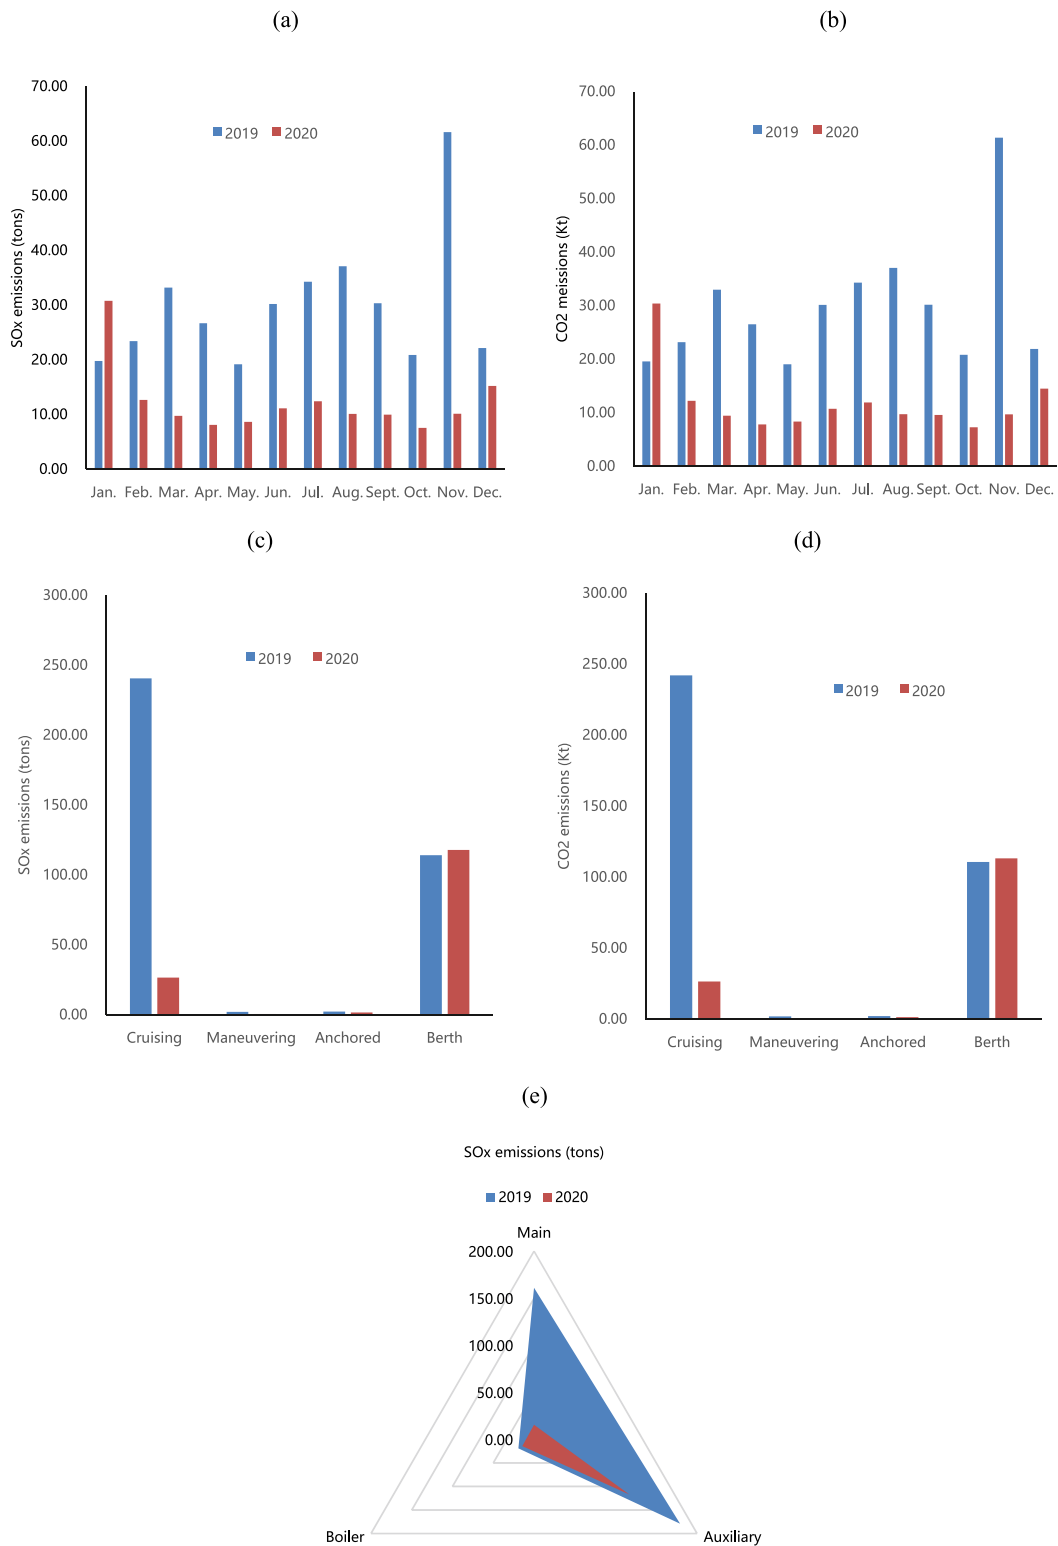 (a)
70.00
60.00
50.00
40.00
30.00
20.00
10.00
0.00
SOx emissions (tons)
2019 2020
Jan. Feb. Mar. Apr. May. Jun. Jul. Aug. Sept. Oct. Nov. Dec.
(b)
70.00
60.00
50.00
40.00
30.00
20.00
10.00
0.00
CO2 meissions (Kt)
2019 2020
Jan. Feb. Mar. Apr. May. Jun. Jul. Aug. Sept. Oct. Nov. Dec.
(c)
300.00
250.00
200.00
150.00
100.00
50.00
0.00
SOx emissions (tons)
2019 2020
Cruising Maneuvering Anchored Berth
(d)
300.00
250.00
200.00
150.00
100.00
50.00
0.00
CO2 emissions (Kt)
2019 2020
Cruising Maneuvering Anchored Berth
(e)
SOx emissions (tons)
2019 2020
Main
200.00
150.00
100.00
50.00
0.00
Boiler Auxiliary